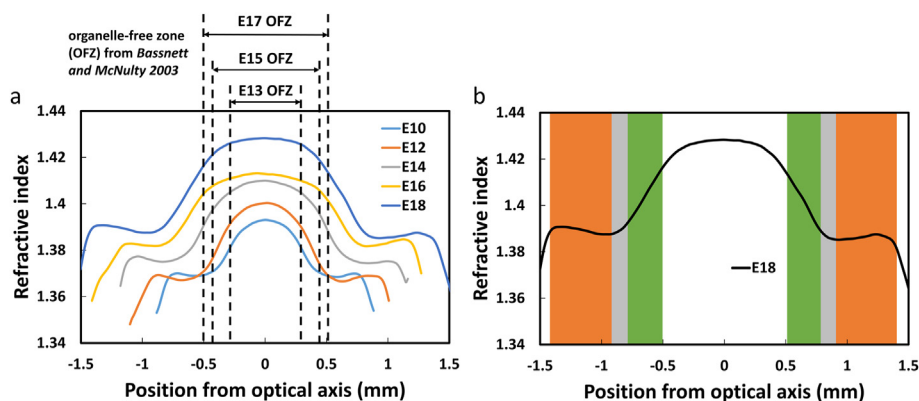 E17 OFZ
organelle-free zone
(OFZ) from Bassnett
and McNulty 2003
E15 OFZ
E13 OFZ
a
1.44
1.42
1.4
1.38
1.36
1.34
Refractive index
E10
E12
E14
E16
E18
-1.5 -1 -0.5 0 0.5 1 1.5
Position from optical axis (mm)
b
1.44
1.42
1.4
1.38
1.36
1.34
Refractive index
E18
-1.5 -1 -0.5 0 0.5 1 1.5
Position from optical axis (mm)